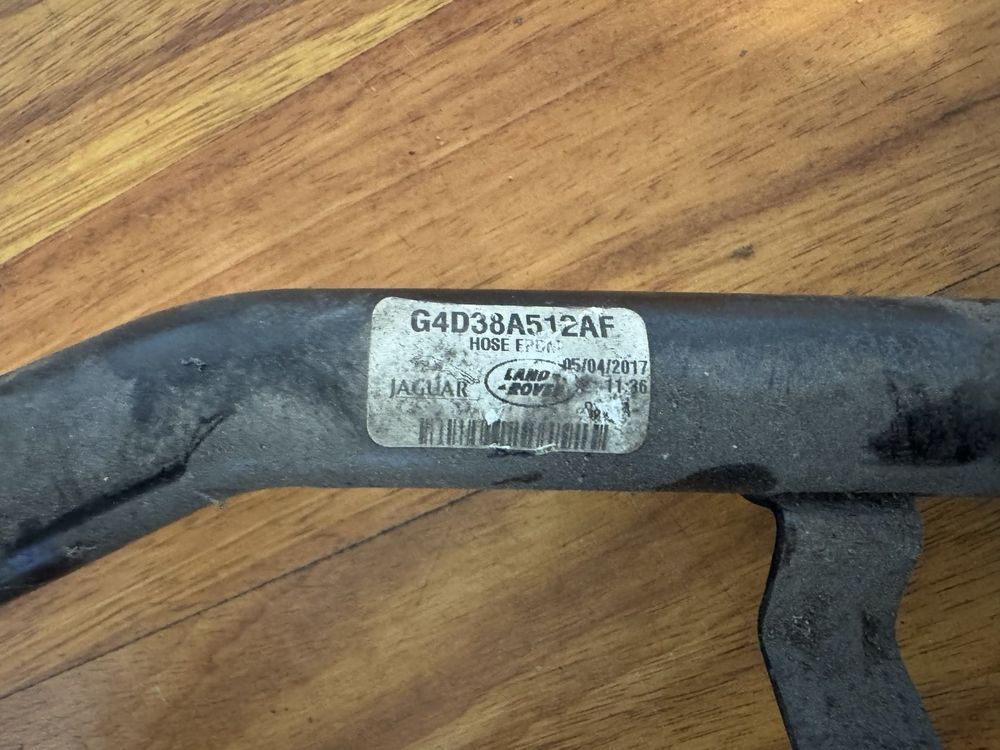 G4D38A512AF
HOSE
05/04/2017
JAGUAR
LAND
ROVER
11:36